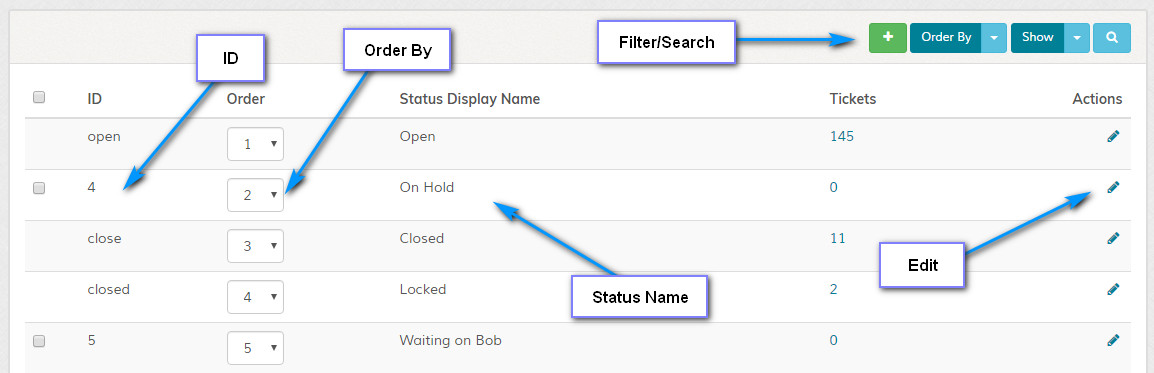 ID
Order By
Filter/Search
Order By
Show
ID Order Status Display Name Tickets Actions
open 1 Open 145
4 2 On Hold 0
close 3 Closed 11
Edit
closed 4 Locked 2
Status Name
5 5 Waiting on Bob 0